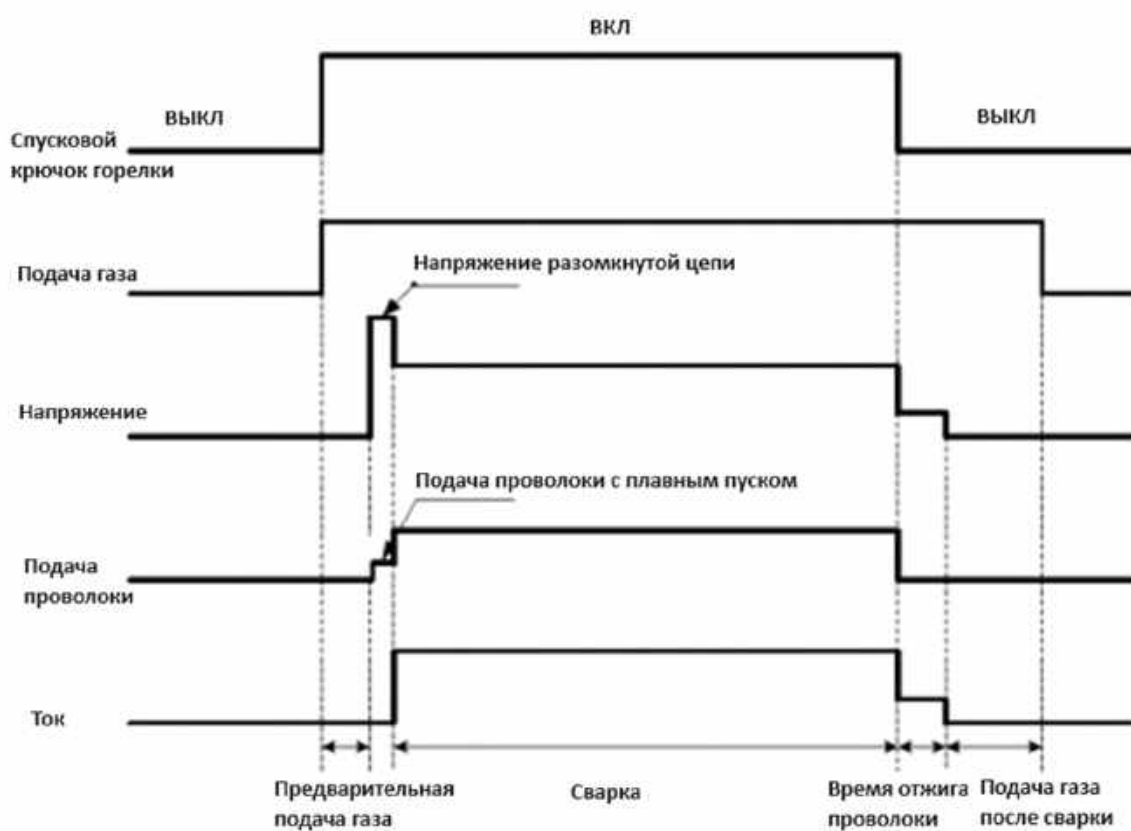 ВКЛ
ВЫКЛ
ВЫКЛ
Спусковой
крючок горелки
Подача газа
Напряжение разомкнутой цепи
Напряжение
Подача проволоки с плавным пуском
Подача
проволоки
Ток
Предварительная
подача газа
Сварка
Время отжига
проволоки
Подача газа
после сварки